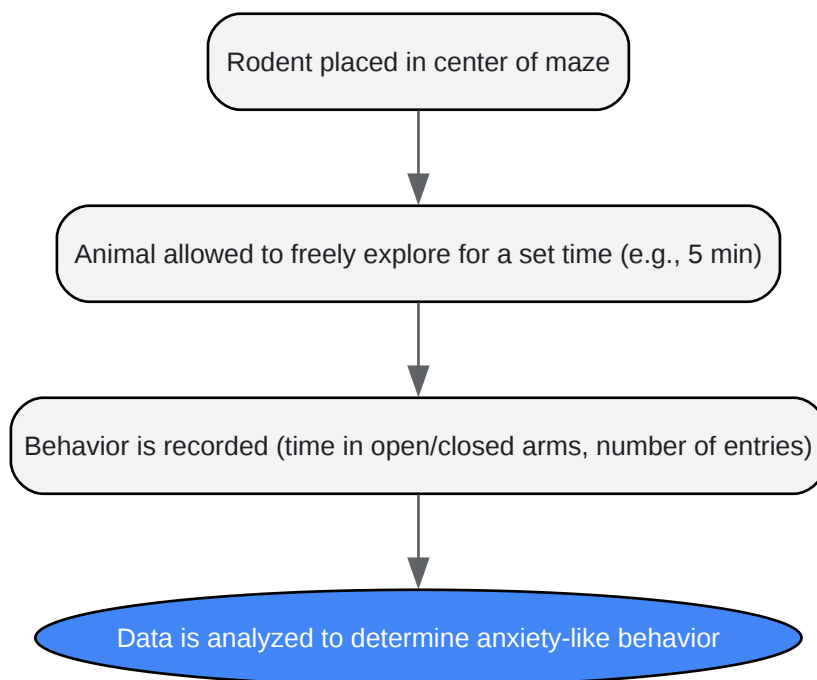 Rodent placed in center of maze
Animal allowed to freely explore for a set time (e.g., 5 min)
Behavior is recorded (time in open/closed arms, number of entries)
Data is analyzed to determine anxiety-like behavior